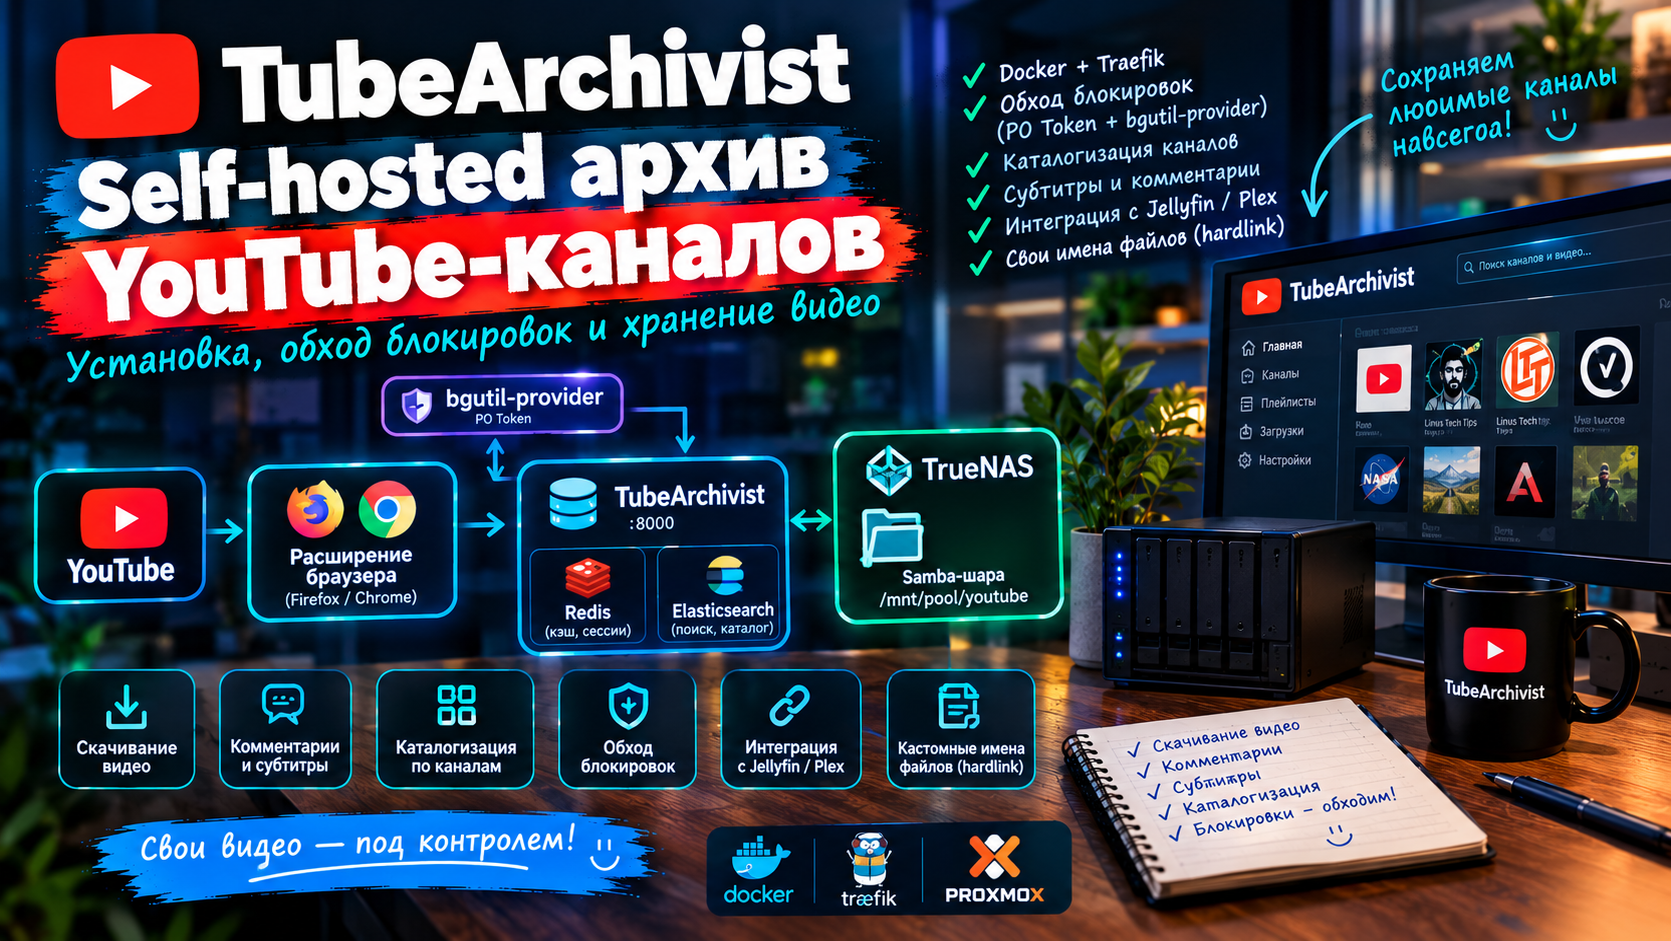 TubeArchivist
Self-hosted архив
YouTube-каналов
Установка, обход блокировок и хранение видео
Docker + Traefik
Обход блокировок
(PO Token + bgutil-provider)
Каталогизация каналов
Субтитры и комментарии
Интеграция с Jellyfin / Plex
Свои имена файлов (hardlink)
Сохраняем
люоимые каналы
навсегоа!
bgutil-provider
PO Token
YouTube
Расширение
браузера
(Firefox / Chrome)
TubeArchivist
:8000
Redis
(кэш, сессии)
Elasticsearch
(поиск, каталог)
TrueNAS
Samba-шара
/mnt/pool/youtube
TubeArchivist
Поиск каналов и видео...
Главная
Каналы
Плейлисты
Загрузки
Настройки
Linus Tech Tips
Linus Tech
LTT
NASA
Скачивание
видео
Комментарии
и субтитры
Каталогизация
по каналам
Обход
блокировок
Интеграция
с Jellyfin / Plex
Кастомные имена
файлов (hardlink)
Свои видео — под контролем!
docker
træfik
PROXMOX
TubeArchivist
Скачивание видео
Комментарии
Каталогизация
Блокировки – обходим!